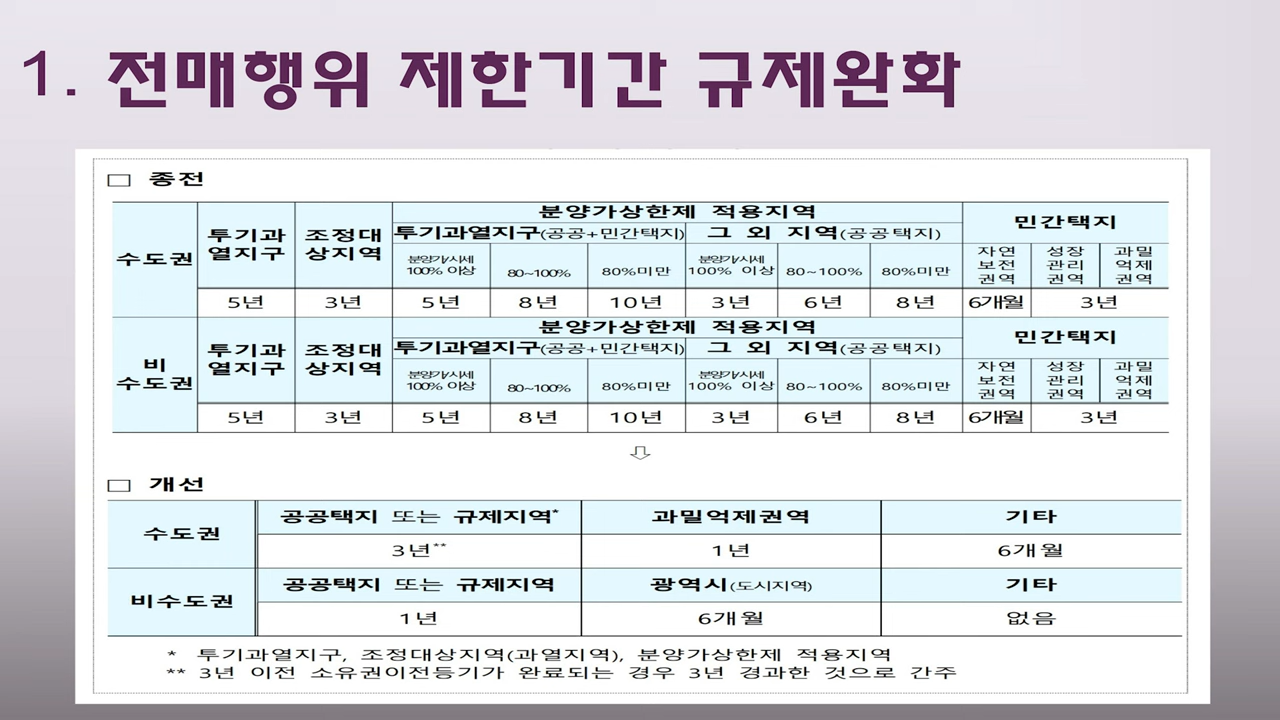 1. 전매행위 제한기간 규제완화
□ 종전
수도권
투기과
열지구
조정대
상지역
분양가상한제 적용지역
민간택지
투기과열지구(공공+민간택지)
그 외 지역(공공택지)
분양가/시세
100% 이상
80~100%
80%미만
분양가/시세
100% 이상
80~100%
80%미만
자연
보전
권역
성장
관리
권역
과밀
억제
권역
5년 3년 5년 8년 10년 3년 6년 8년 6개월 3년
비
수도권
투기과
열지구
조정대
상지역
분양가상한제 적용지역
민간택지
투기과열지구(공공+민간택지)
그 외 지역(공공택지)
분양가/시세
100% 이상
80~100%
80%미만
분양가/시세
100% 이상
80~100%
80%미만
자연
보전
권역
성장
관리
권역
과밀
억제
권역
5년 3년 5년 8년 10년 3년 6년 8년 6개월 3년
⇩
□ 개선
수도권
공공택지 또는 규제지역* 과밀억제권역 기타
3년** 1년 6개월
비수도권
공공택지 또는 규제지역 광역시(도시지역) 기타
1년 6개월 없음
* 투기과열지구, 조정대상지역(과열지역), 분양가상한제 적용지역
** 3년 이전 소유권이전등기가 완료되는 경우 3년 경과한 것으로 간주